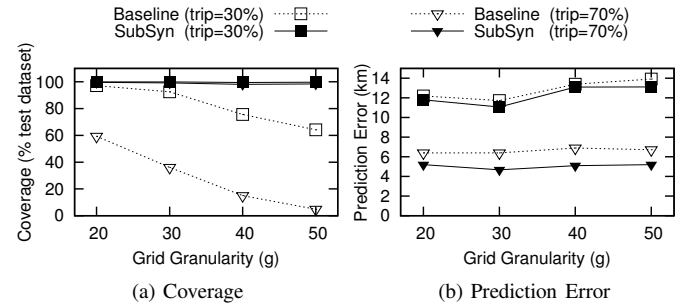 Baseline (trip=30%)
SubSyn (trip=30%)
Baseline (trip=70%)
SubSyn (trip=70%)
Coverage (% test dataset)
100
80
60
40
20
0
20 30 40 50
Grid Granularity (g)
(a) Coverage
Prediction Error (km)
14
12
10
8
6
4
2
0
20 30 40 50
Grid Granularity (g)
(b) Prediction Error